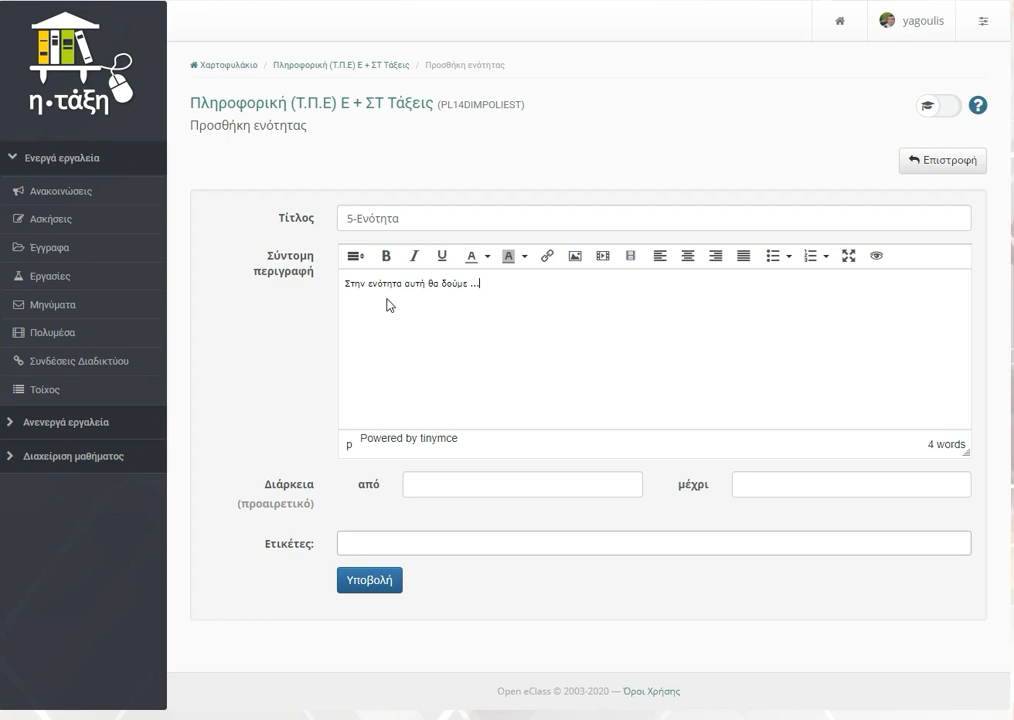 η·τάξη
yagoulis
Χαρτοφυλάκιο / Πληροφορική (Τ.Π.Ε) Ε + ΣΤ Τάξεις / Προσθήκη ενότητας
Πληροφορική (Τ.Π.Ε) Ε + ΣΤ Τάξεις (PL14DIMPOLIEST)
Προσθήκη ενότητας
Επιστροφή
Ενεργά εργαλεία
Ανακοινώσεις
Ασκήσεις
Έγγραφα
Εργασίες
Μηνύματα
Πολυμέσα
Συνδέσεις Διαδικτύου
Τοίχος
Ανενεργά εργαλεία
Διαχείριση μαθήματος
Τίτλος 5-Ενότητα
Σύντομη
περιγραφή
Στην ενότητα αυτή θα δούμε ...
p Powered by tinymce 4 words
Διάρκεια από μέχρι
(προαιρετικό)
Ετικέτες:
Υποβολή
Open eClass © 2003-2020 — Όροι Χρήσης